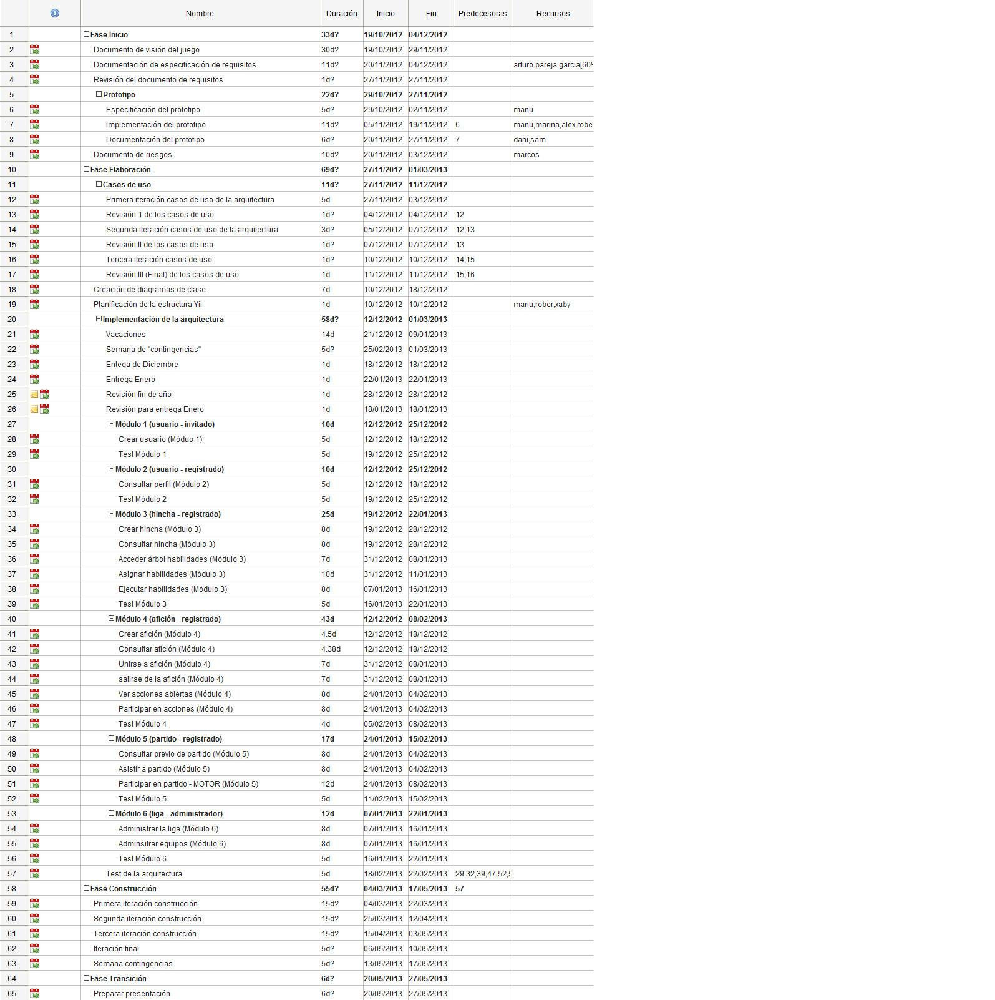 Nombre Duración Inicio Fin Predecesoras Recursos
1 Fase Inicio 33d? 19/10/2012 04/12/2012
2 Documento de visión del juego 30d? 19/10/2012 29/11/2012
3 Documentación de especificación de requisitos 11d? 20/11/2012 04/12/2012 arturo.pareja.garcia[60%
4 Revisión del documento de requisitos 1d? 27/11/2012 27/11/2012
5 Prototipo 22d? 29/10/2012 27/11/2012
6 Especificación del prototipo 5d? 29/10/2012 02/11/2012 manu
7 Implementación del prototipo 11d? 05/11/2012 19/11/2012 6 manu,marina,alex,rober
8 Documentación del prototipo 6d? 20/11/2012 27/11/2012 7 dani,sam
9 Documento de riesgos 10d? 20/11/2012 03/12/2012 marcos
10 Fase Elaboración 69d? 27/11/2012 01/03/2013
11 Casos de uso 11d? 27/11/2012 11/12/2012
12 Primera iteración casos de uso de la arquitectura 5d 27/11/2012 03/12/2012
13 Revisión 1 de los casos de uso 1d? 04/12/2012 04/12/2012 12
14 Segunda iteración casos de uso de la arquitectura 3d? 05/12/2012 07/12/2012 12,13
15 Revisión II de los casos de uso 1d? 07/12/2012 07/12/2012 13
16 Tercera iteración casos de uso 1d? 10/12/2012 10/12/2012 14,15
17 Revisión III (Final) de los casos de uso 1d 11/12/2012 11/12/2012 15,16
18 Creación de diagramas de clase 7d 10/12/2012 18/12/2012
19 Planificación de la estructura Yii 1d 10/12/2012 10/12/2012 manu,rober,xaby
20 Implementación de la arquitectura 58d? 12/12/2012 01/03/2013
21 Vacaciones 14d 21/12/2012 09/01/2013
22 Semana de "contingencias" 5d? 25/02/2013 01/03/2013
23 Entega de Diciembre 1d 18/12/2012 18/12/2012
24 Entrega Enero 1d 22/01/2013 22/01/2013
25 Revisión fin de año 1d 28/12/2012 28/12/2012
26 Revisión para entrega Enero 1d 18/01/2013 18/01/2013
27 Módulo 1 (usuario - invitado) 10d 12/12/2012 25/12/2012
28 Crear usuario (Móduo 1) 5d 12/12/2012 18/12/2012
29 Test Módulo 1 5d 19/12/2012 25/12/2012
30 Módulo 2 (usuario - registrado) 10d 12/12/2012 25/12/2012
31 Consultar perfil (Módulo 2) 5d 12/12/2012 18/12/2012
32 Test Módulo 2 5d 19/12/2012 25/12/2012
33 Módulo 3 (hincha - registrado) 25d 19/12/2012 22/01/2013
34 Crear hincha (Módulo 3) 8d 19/12/2012 28/12/2012
35 Consultar hincha (Módulo 3) 8d 19/12/2012 28/12/2012
36 Acceder árbol habilidades (Módulo 3) 7d 31/12/2012 08/01/2013
37 Asignar habilidades (Módulo 3) 10d 31/12/2012 11/01/2013
38 Ejecutar habilidades (Módulo 3) 8d 07/01/2013 16/01/2013
39 Test Módulo 3 5d 16/01/2013 22/01/2013
40 Módulo 4 (afición - registrado) 43d 12/12/2012 08/02/2013
41 Crear afición (Módulo 4) 4.5d 12/12/2012 18/12/2012
42 Consultar afición (Módulo 4) 4.38d 12/12/2012 18/12/2012
43 Unirse a afición (Módulo 4) 7d 31/12/2012 08/01/2013
44 salirse de la afición (Módulo 4) 7d 31/12/2012 08/01/2013
45 Ver acciones abiertas (Módulo 4) 8d 24/01/2013 04/02/2013
46 Participar en acciones (Módulo 4) 8d 24/01/2013 04/02/2013
47 Test Módulo 4 4d 05/02/2013 08/02/2013
48 Módulo 5 (partido - registrado) 17d 24/01/2013 15/02/2013
49 Consultar previo de partido (Módulo 5) 8d 24/01/2013 04/02/2013
50 Asistir a partido (Módulo 5) 8d 24/01/2013 04/02/2013
51 Participar en partido - MOTOR (Módulo 5) 12d 24/01/2013 08/02/2013
52 Test Módulo 5 5d 11/02/2013 15/02/2013
53 Módulo 6 (liga - administrador) 12d 07/01/2013 22/01/2013
54 Administrar la liga (Módulo 6) 8d 07/01/2013 16/01/2013
55 Adminsitrar equipos (Módulo 6) 8d 07/01/2013 16/01/2013
56 Test Módulo 6 5d 16/01/2013 22/01/2013
57 Test de la arquitectura 5d 18/02/2013 22/02/2013 29,32,39,47,52,5
58 Fase Construcción 55d? 04/03/2013 17/05/2013 57
59 Primera iteración construcción 15d? 04/03/2013 22/03/2013
60 Segunda iteración construcción 15d? 25/03/2013 12/04/2013
61 Tercera iteración construcción 15d? 15/04/2013 03/05/2013
62 Iteración final 5d? 06/05/2013 10/05/2013
63 Semana contingencias 5d? 13/05/2013 17/05/2013
64 Fase Transición 6d? 20/05/2013 27/05/2013
65 Preparar presentación 6d? 20/05/2013 27/05/2013